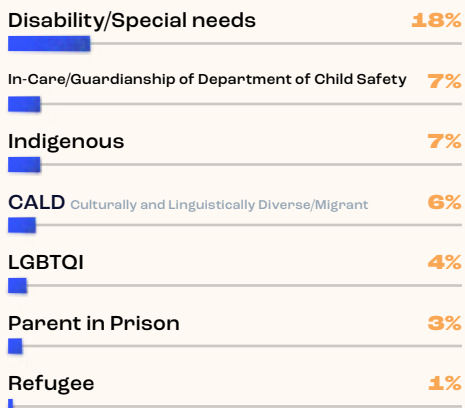 Disability/Special needs 18%
In-Care/Guardianship of Department of Child Safety 7%
Indigenous 7%
CALD Culturally and Linguistically Diverse/Migrant 6%
LGBTQI 4%
Parent in Prison 3%
Refugee 1%